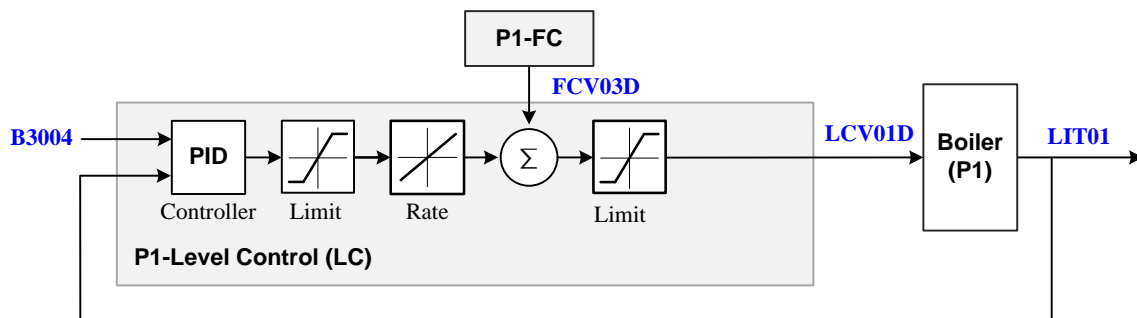 P1-FC
FCV03D
B3004
LCV01D
LIT01
PID
Σ
Boiler
(P1)
Controller
Limit
Rate
Limit
P1-Level Control (LC)